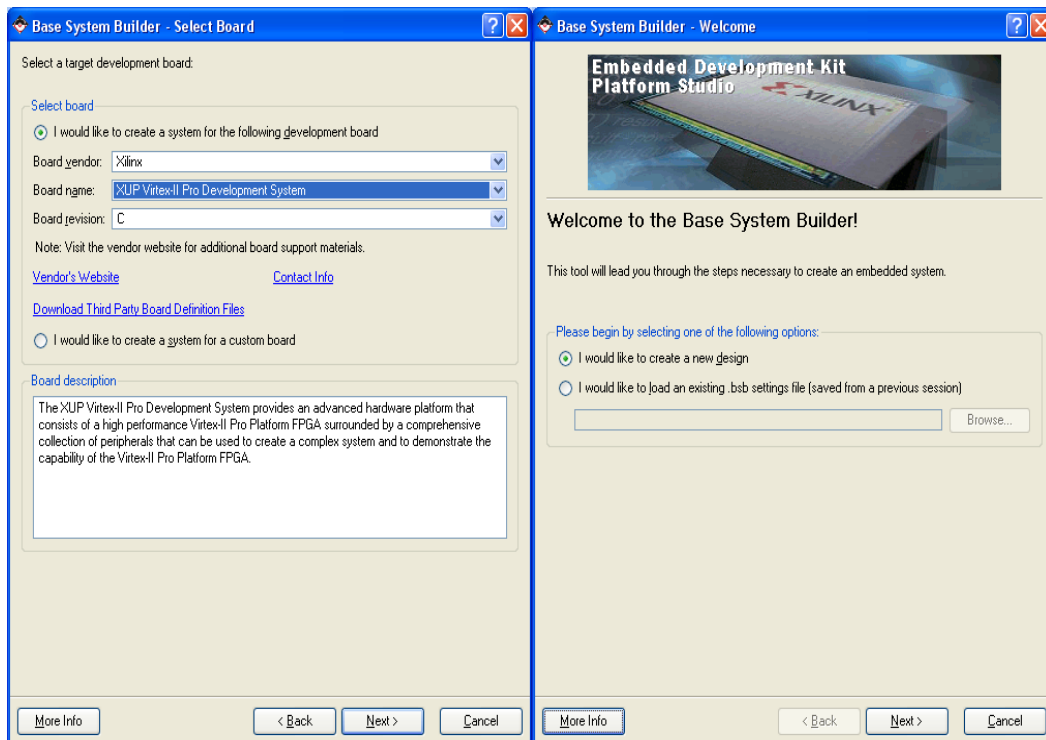 Base System Builder - Select Board
Select a target development board:
Select board
I would like to create a system for the following development board
Board vendor: Xilinx
Board name: XUP Virtex-II Pro Development System
Board revision: C
Note: Visit the vendor website for additional board support materials.
Vendor's Website Contact Info
Download Third Party Board Definition Files
I would like to create a system for a custom board
Board description
The XUP Virtex-II Pro Development System provides an advanced hardware platform that
consists of a high performance Virtex-II Pro Platform FPGA surrounded by a comprehensive
collection of peripherals that can be used to create a complex system and to demonstrate the
capability of the Virtex-II Pro Platform FPGA.
More Info < Back Next > Cancel
Base System Builder - Welcome
Embedded Development Kit
Platform Studio
XILINX
Welcome to the Base System Builder!
This tool will lead you through the steps necessary to create an embedded system.
Please begin by selecting one of the following options:
I would like to create a new design
I would like to load an existing .bsb settings file (saved from a previous session)
Browse...
More Info < Back Next > Cancel